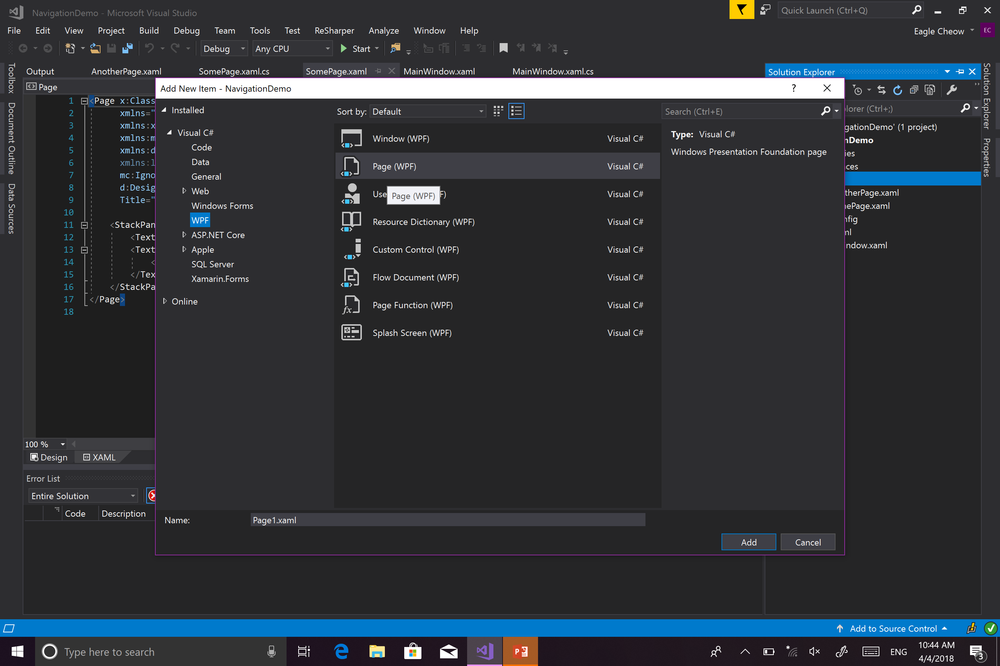 NavigationDemo - Microsoft Visual Studio
Quick Launch (Ctrl+Q)
File Edit View Project Build Debug Team Tools Test ReSharper Analyze Window Help
Eagle Cheow EC
Debug Any CPU Start
Toolbox
Document Outline
Data Sources
Output AnotherPage.xaml SomePage.xaml.cs SomePage.xaml MainWindow.xaml MainWindow.xaml.cs
Page
1 <Page x:Class
2 xmlns="
3 xmlns:x
4 xmlns:m
5 xmlns:d
6 xmlns:l
7 mc:Igno
8 d:Desig
9 Title="
10
11 <StackPan
12 <Text
13 <Text
14 <
15 </Tex
16 </StackPa
17 </Page>
18
100 %
Design XAML
Error List
Entire Solution
Code Description
Add New Item - NavigationDemo ?
Installed
Visual C#
Code
Data
General
Web
Windows Forms
WPF
ASP.NET Core
Apple
SQL Server
Xamarin.Forms
Online
Sort by: Default
Window (WPF) Visual C#
Page (WPF) Visual C#
Use F) Visual C#
Page (WPF)
Resource Dictionary (WPF) Visual C#
Custom Control (WPF) Visual C#
Flow Document (WPF) Visual C#
Page Function (WPF) Visual C#
Splash Screen (WPF) Visual C#
Search (Ctrl+E)
Type: Visual C#
Windows Presentation Foundation page
Name: Page1.xaml
Add Cancel
Solution Explorer
lorer (Ctrl+;)
gationDemo' (1 project)
nDemo
ies
ces
therPage.xaml
nePage.xaml
nfig
ml
ndow.xaml
Solution Explorer
Properties
Add to Source Control
Type here to search
ENG
10:44 AM
4/4/2018
3